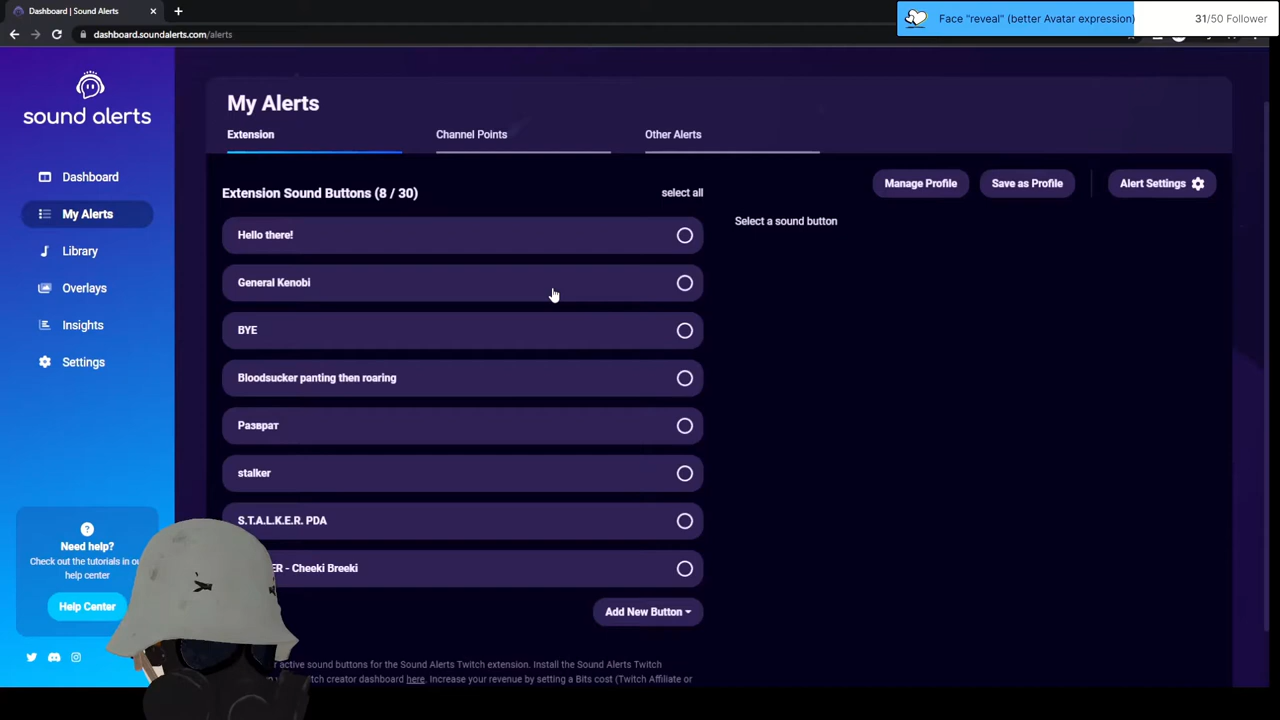 Dashboard | Sound Alerts
dashboard.soundalerts.com/alerts
Face "reveal" (better Avatar expression)
31/50 Follower
sound alerts
Dashboard
My Alerts
Library
Overlays
Insights
Settings
Need help?
Check out the tutorials in ou
help center
Help Center
My Alerts
Extension
Channel Points
Other Alerts
Extension Sound Buttons (8 / 30)
select all
Manage Profile
Save as Profile
Alert Settings
Select a sound button
Hello there!
General Kenobi
BYE
Bloodsucker panting then roaring
Разврат
stalker
S.T.A.L.K.E.R. PDA
ER - Cheeki Breeki
Add New Button
active sound buttons for the Sound Alerts Twitch extension. Install the Sound Alerts Twitch
creator dashboard here. Increase your revenue by setting a Bits cost (Twitch Affiliate or